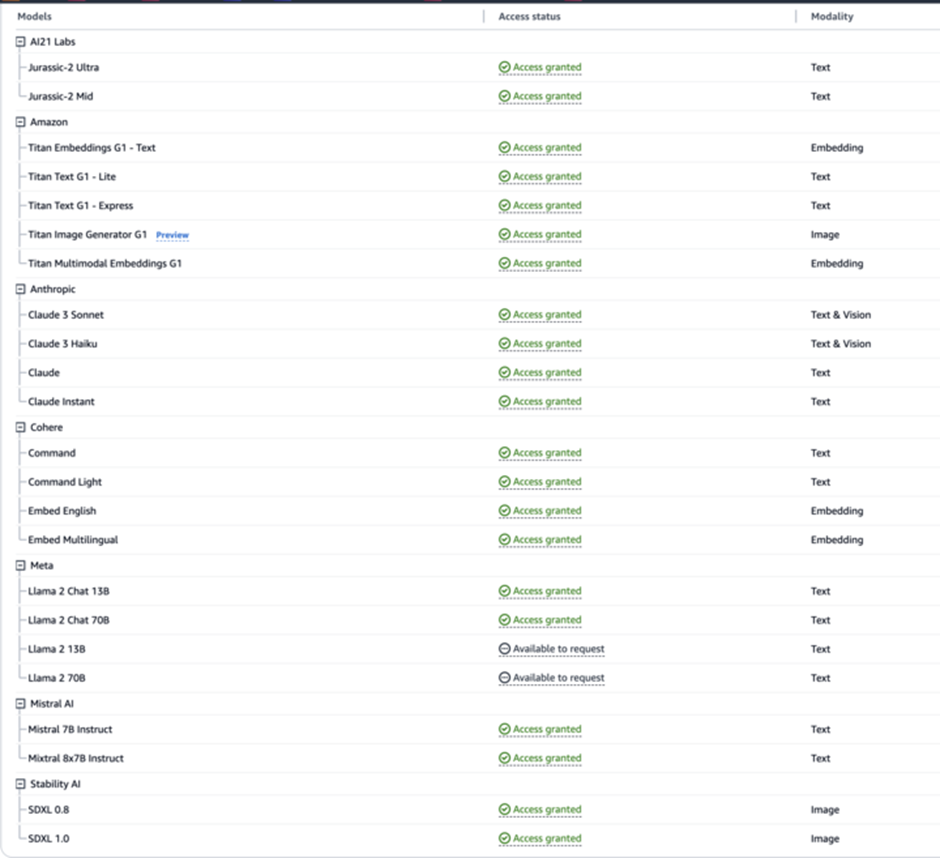 Models Access status Modality
AI21 Labs
Jurassic-2 Ultra Access granted Text
Jurassic-2 Mid Access granted Text
Amazon
Titan Embeddings G1 - Text Access granted Embedding
Titan Text G1 - Lite Access granted Text
Titan Text G1 - Express Access granted Text
Titan Image Generator G1 Preview Access granted Image
Titan Multimodal Embeddings G1 Access granted Embedding
Anthropic
Claude 3 Sonnet Access granted Text & Vision
Claude 3 Haiku Access granted Text & Vision
Claude Access granted Text
Claude Instant Access granted Text
Cohere
Command Access granted Text
Command Light Access granted Text
Embed English Access granted Embedding
Embed Multilingual Access granted Embedding
Meta
Llama 2 Chat 13B Access granted Text
Llama 2 Chat 70B Access granted Text
Llama 2 13B Available to request Text
Llama 2 70B Available to request Text
Mistral AI
Mistral 7B Instruct Access granted Text
Mixtral 8x7B Instruct Access granted Text
Stability AI
SDXL 0.8 Access granted Image
SDXL 1.0 Access granted Image